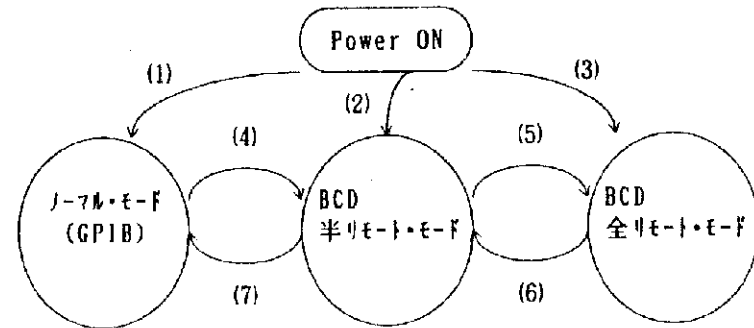 Power ON
(1)
(2)
(3)
(4)
(5)
ノーマル・モード
(GPIB)
BCD
半リモート・モード
BCD
全リモート・モード
(7)
(6)